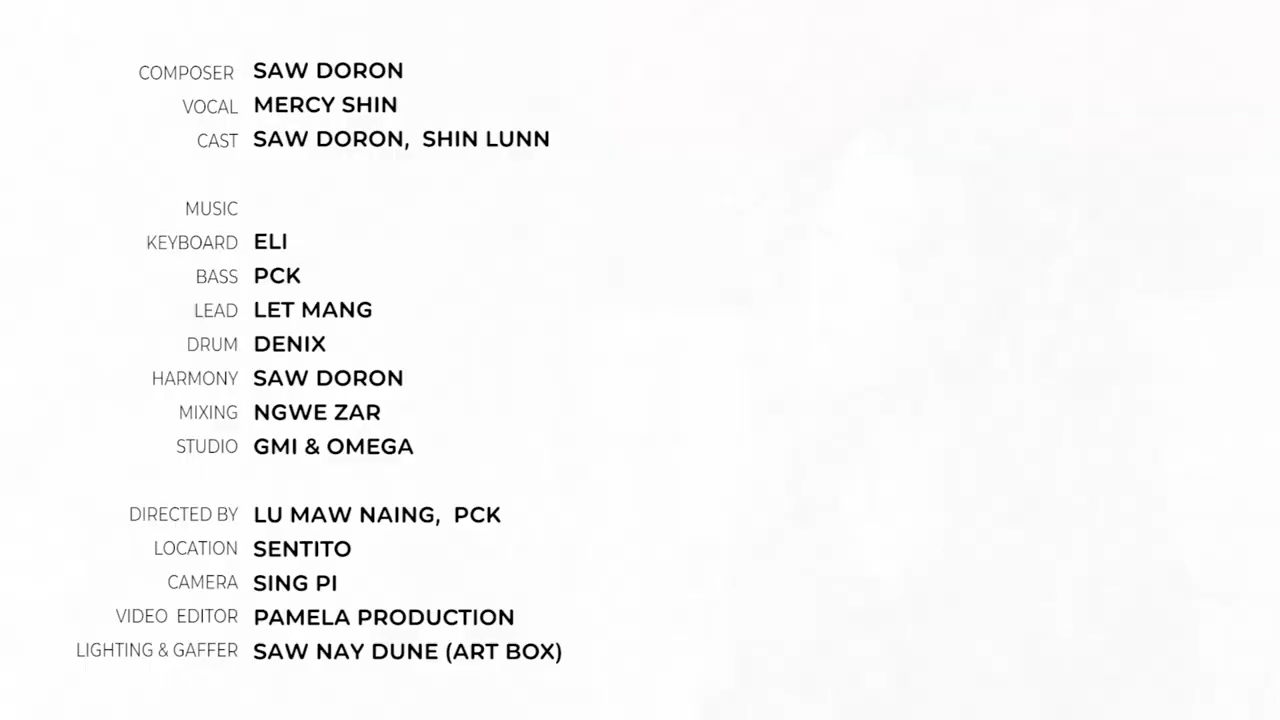 COMPOSER SAW DORON
VOCAL MERCY SHIN
CAST SAW DORON, SHIN LUNN
MUSIC
KEYBOARD ELI
BASS PCK
LEAD LET MANG
DRUM DENIX
HARMONY SAW DORON
MIXING NGWE ZAR
STUDIO GMI & OMEGA
DIRECTED BY LU MAW NAING, PCK
LOCATION SENTITO
CAMERA SING PI
VIDEO EDITOR PAMELA PRODUCTION
LIGHTING & GAFFER SAW NAY DUNE (ART BOX)